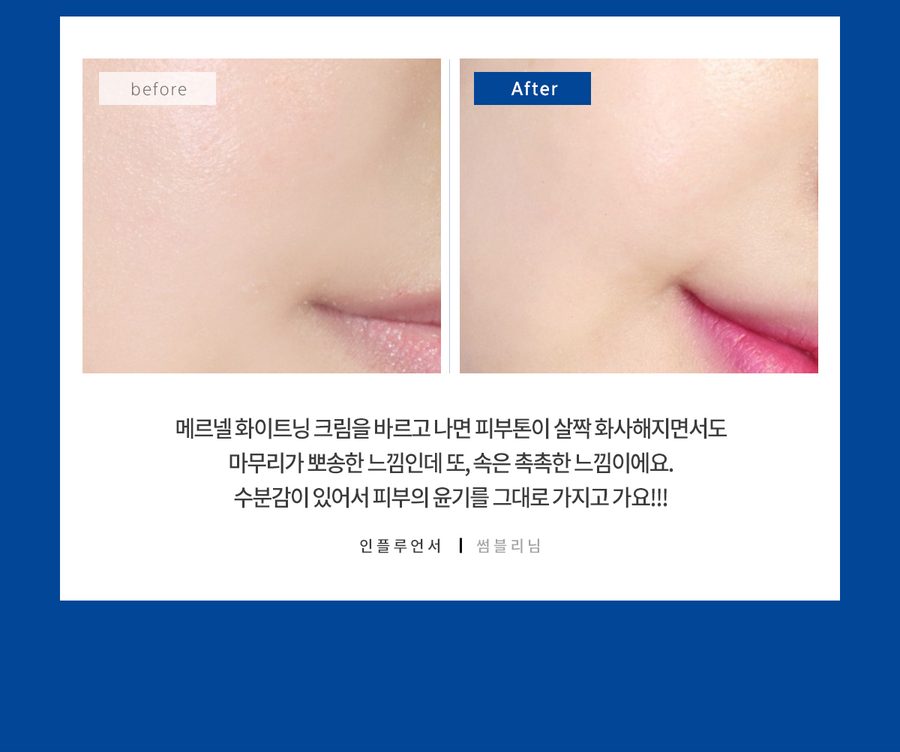 before
After
메르넬 화이트닝 크림을 바르고 나면 피부톤이 살짝 화사해지면서도
마무리가 뽀송한 느낌인데 또, 속은 촉촉한 느낌이에요.
수분감이 있어서 피부의 윤기를 그대로 가지고 가요!!!
인플루언서 | 썸블리님